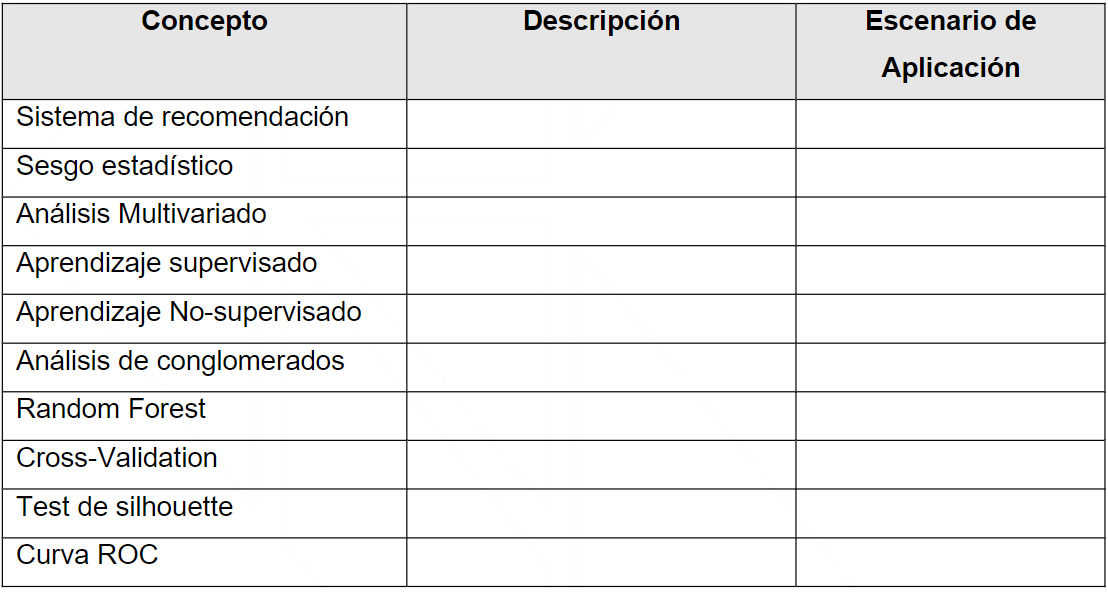 Concepto Descripción Escenario de
Aplicación
Sistema de recomendación
Sesgo estadístico
Análisis Multivariado
Aprendizaje supervisado
Aprendizaje No-supervisado
Análisis de conglomerados
Random Forest
Cross-Validation
Test de silhouette
Curva ROC